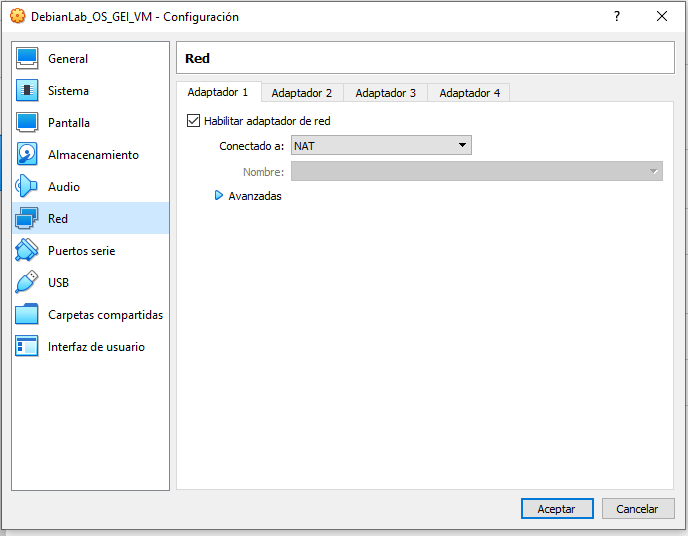 DebianLab_OS_GEI_VM - Configuración
?
General
Sistema
Pantalla
Almacenamiento
Audio
Red
Puertos serie
USB
Carpetas compartidas
Interfaz de usuario
Red
Adaptador 1 Adaptador 2 Adaptador 3 Adaptador 4
Habilitar adaptador de red
Conectado a: NAT
Nombre:
Avanzadas
Aceptar Cancelar